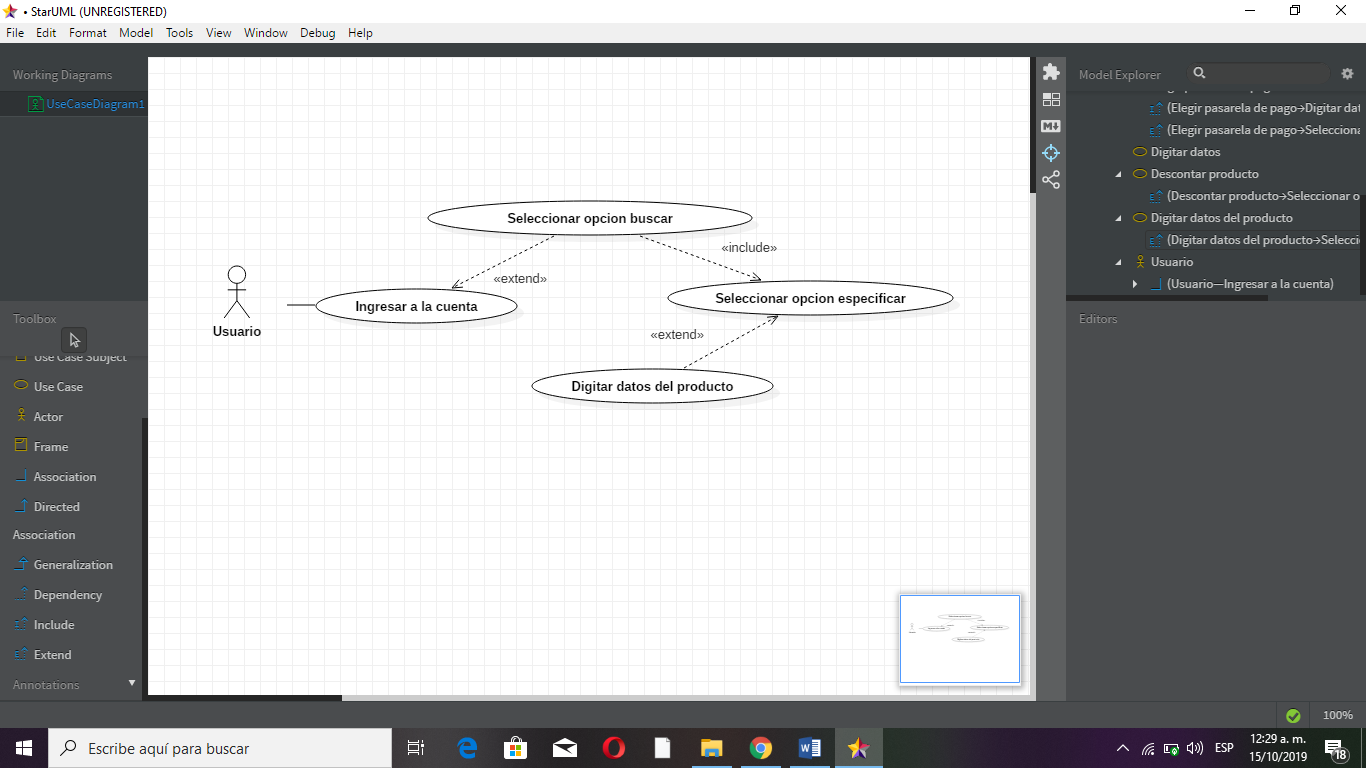 • StarUML (UNREGISTERED)
File Edit Format Model Tools View Window Debug Help
Working Diagrams
UseCaseDiagram1
Toolbox
Use Case Subject
Use Case
Actor
Frame
Association
Directed
Association
Generalization
Dependency
Include
Extend
Annotations
Seleccionar opcion buscar
«include»
«extend»
Ingresar a la cuenta
Seleccionar opcion especificar
Usuario
«extend»
Digitar datos del producto
Model Explorer
(Elegir pasarela de pago→Digitar dat
(Elegir pasarela de pago→Selecciona
Digitar datos
Descontar producto
(Descontar producto→Seleccionar o
Digitar datos del producto
(Digitar datos del producto→Selecci
Usuario
(Usuario—Ingresar a la cuenta)
Editors
100%
Escribe aquí para buscar
ESP
12:29 a. m.
15/10/2019
18